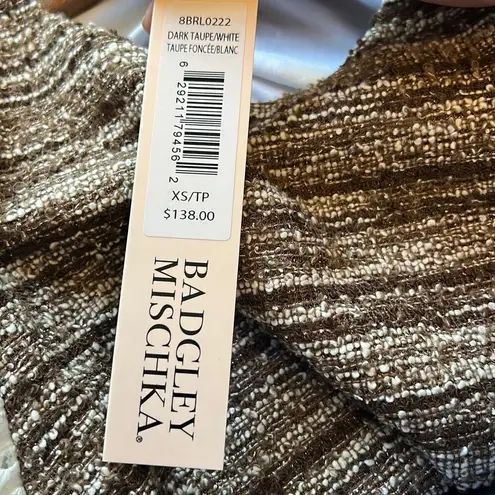 8BRL0222
DARK TAUPE/WHITE
TAUPE FONCÉE/BLANC
6 29211 79456 2
XS/TP
$138.00
BADGLEY
MISCHKA®